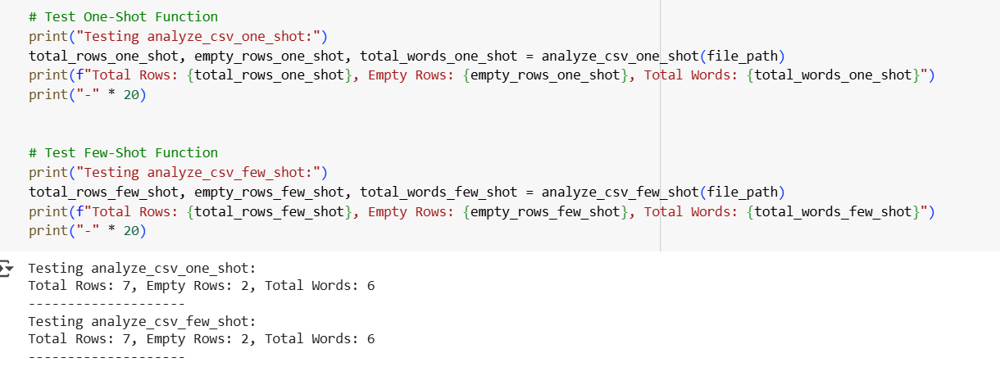 # Test One-Shot Function
print("Testing analyze_csv_one_shot:")
total_rows_one_shot, empty_rows_one_shot, total_words_one_shot = analyze_csv_one_shot(file_path)
print(f"Total Rows: {total_rows_one_shot}, Empty Rows: {empty_rows_one_shot}, Total Words: {total_words_one_shot}")
print("-" * 20)
# Test Few-Shot Function
print("Testing analyze_csv_few_shot:")
total_rows_few_shot, empty_rows_few_shot, total_words_few_shot = analyze_csv_few_shot(file_path)
print(f"Total Rows: {total_rows_few_shot}, Empty Rows: {empty_rows_few_shot}, Total Words: {total_words_few_shot}")
print("-" * 20)
Testing analyze_csv_one_shot:
Total Rows: 7, Empty Rows: 2, Total Words: 6
--------------------
Testing analyze_csv_few_shot:
Total Rows: 7, Empty Rows: 2, Total Words: 6
--------------------